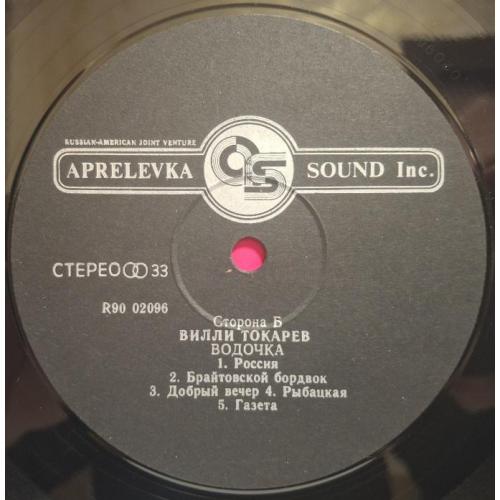 RUSSIAN-AMERICAN JOINT VENTURE
APRELEVKA SOUND Inc.
СТЕРЕО 33
R90 02096
Сторона Б
ВИЛЛИ ТОКАРЕВ
ВОДОЧКА
1. Россия
2. Брайтовской бордвок
3. Добрый вечер 4. Рыбацкая
5. Газета